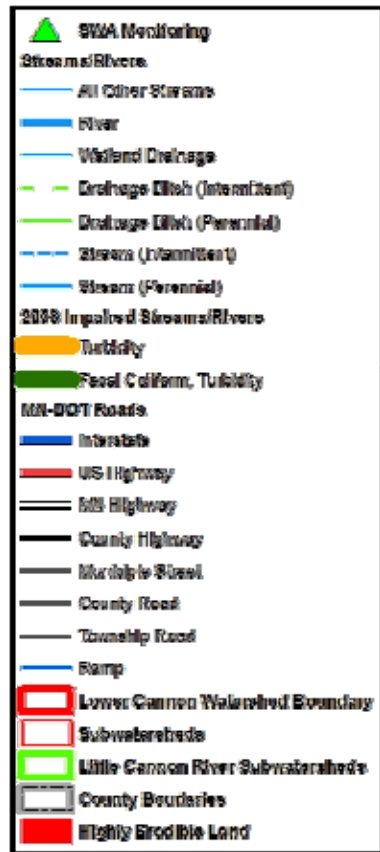 SWA Monitoring
Streams/Rivers
All Other Streams
River
Wetland Drainage
Drainage Ditch (Intermittent)
Drainage Ditch (Perennial)
Stream (Intermittent)
Stream (Perennial)
Impaired Streams/Rivers
Turbidity
Fecal Coliform, Turbidity
MN-DOT Roads
Interstate
US Highway
MN Highway
County Highway
Street
County Road
Township Road
Ramp
Lower Cannon Watershed Boundary
Subwatersheds
Little Cannon River Subwatersheds
County Bouderies
Highly Erodible Land